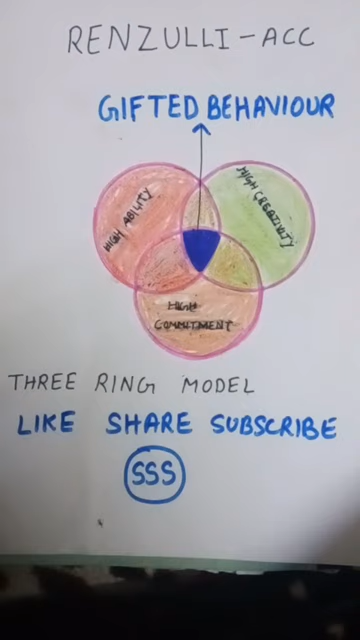 RENZULLI-ACC
GIFTED BEHAVIOUR
HIGH ABILITY
HIGH CREATIVITY
HIGH
COMMITMENT
THREE RING MODEL
LIKE SHARE SUBSCRIBE
SSS